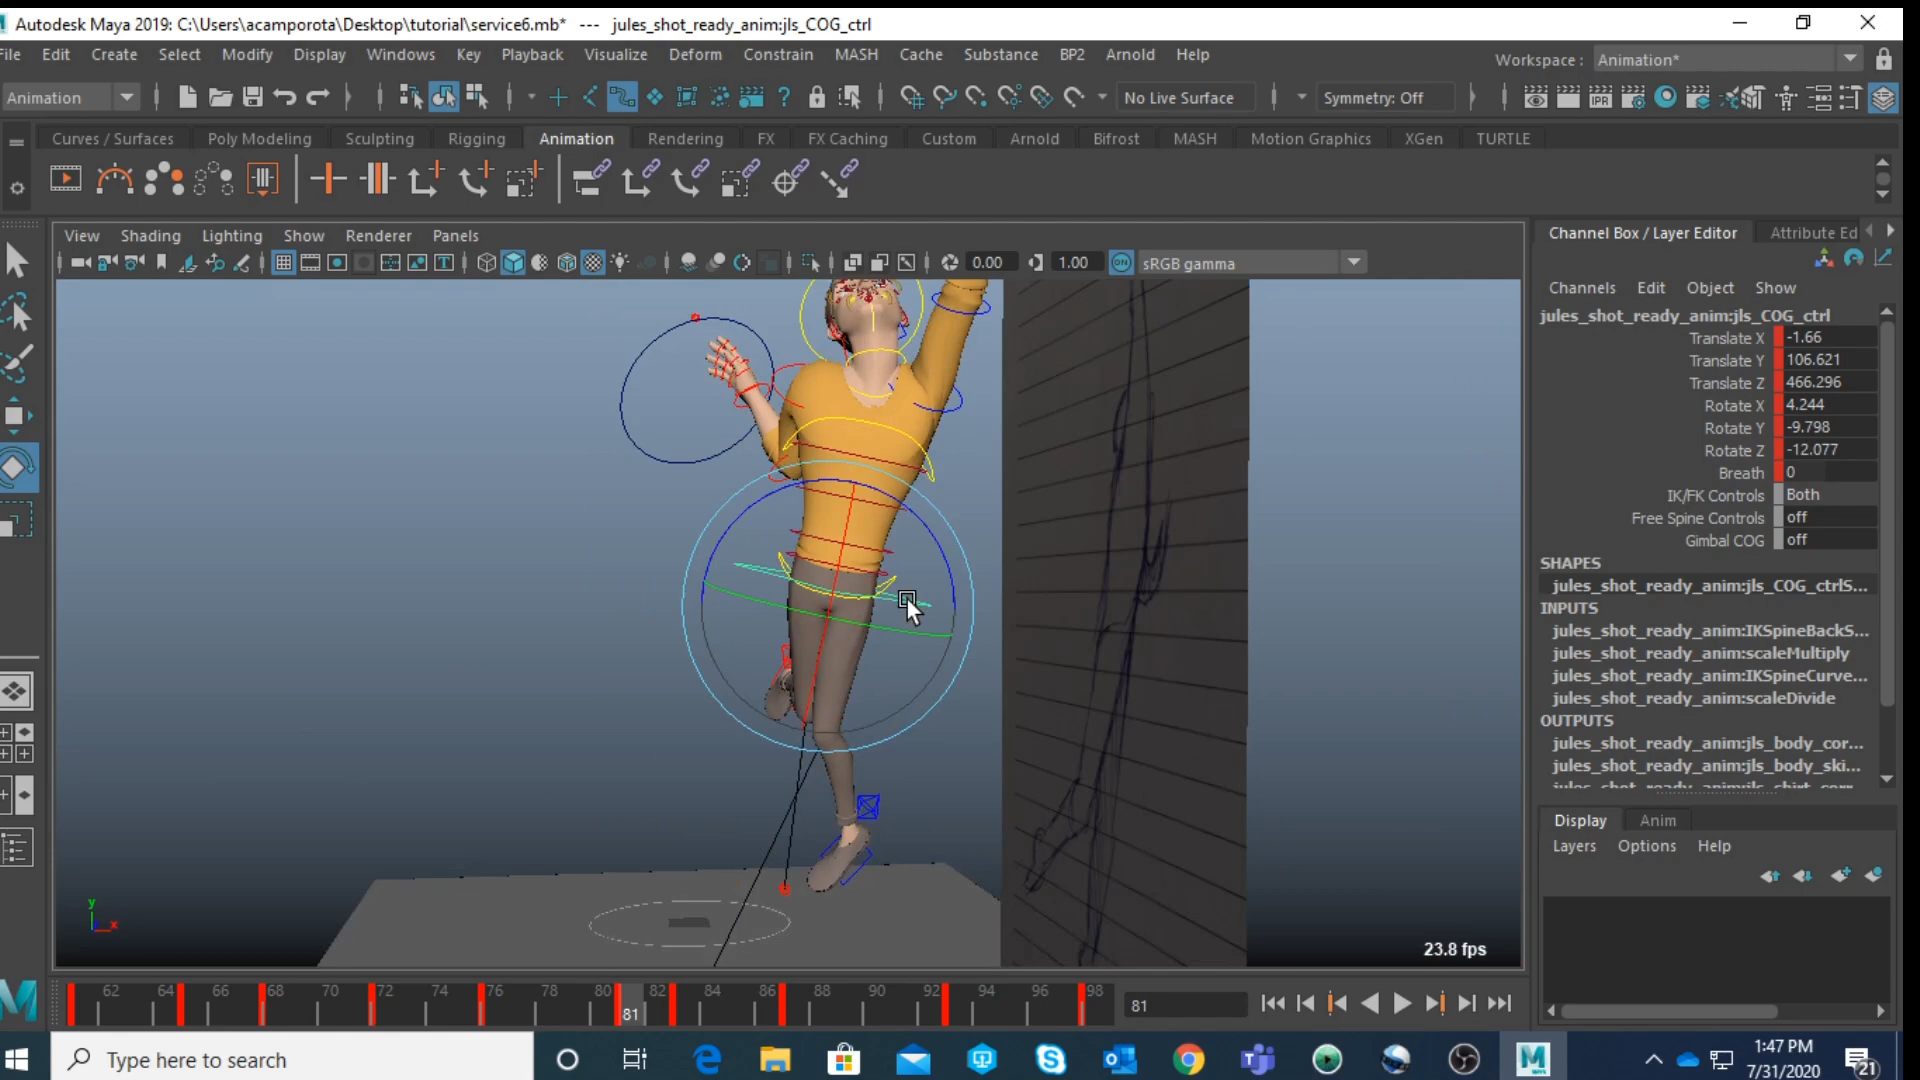 Autodesk Maya 2019: C:\Users\acamporota\Desktop\tutorial\service6.mb* --- jules_shot_ready_anim:jls_COG_ctrl
File Edit Create Select Modify Display Windows Key Playback Visualize Deform Constrain MASH Cache Substance BP2 Arnold Help
Workspace : Animation*
Animation
No Live Surface
Symmetry: Off
IPR
Curves / Surfaces Poly Modeling Sculpting Rigging Animation Rendering FX FX Caching Custom Arnold Bifrost MASH Motion Graphics XGen TURTLE
View Shading Lighting Show Renderer Panels
0.00 1.00 ON sRGB gamma
23.8 fps
y
x
Channel Box / Layer Editor Attribute Ed
Channels Edit Object Show
jules_shot_ready_anim:jls_COG_ctrl
Translate X -1.66
Translate Y 106.621
Translate Z 466.296
Rotate X 4.244
Rotate Y -9.798
Rotate Z -12.077
Breath 0
IK/FK Controls Both
Free Spine Controls off
Gimbal COG off
SHAPES
jules_shot_ready_anim:jls_COG_ctrlS...
INPUTS
jules_shot_ready_anim:IKSpineBackS...
jules_shot_ready_anim:scaleMultiply
jules_shot_ready_anim:IKSpineCurve...
jules_shot_ready_anim:scaleDivide
OUTPUTS
jules_shot_ready_anim:jls_body_cor...
jules_shot_ready_anim:jls_body_ski...
Display Anim
Layers Options Help
62 64 66 68 70 72 74 76 78 80 82 84 86 88 90 92 94 96 98
81
81
Type here to search
1:47 PM
7/31/2020
21